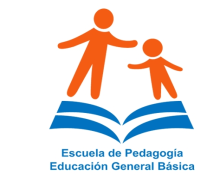 Escuela de Pedagogía
Educación General Básica